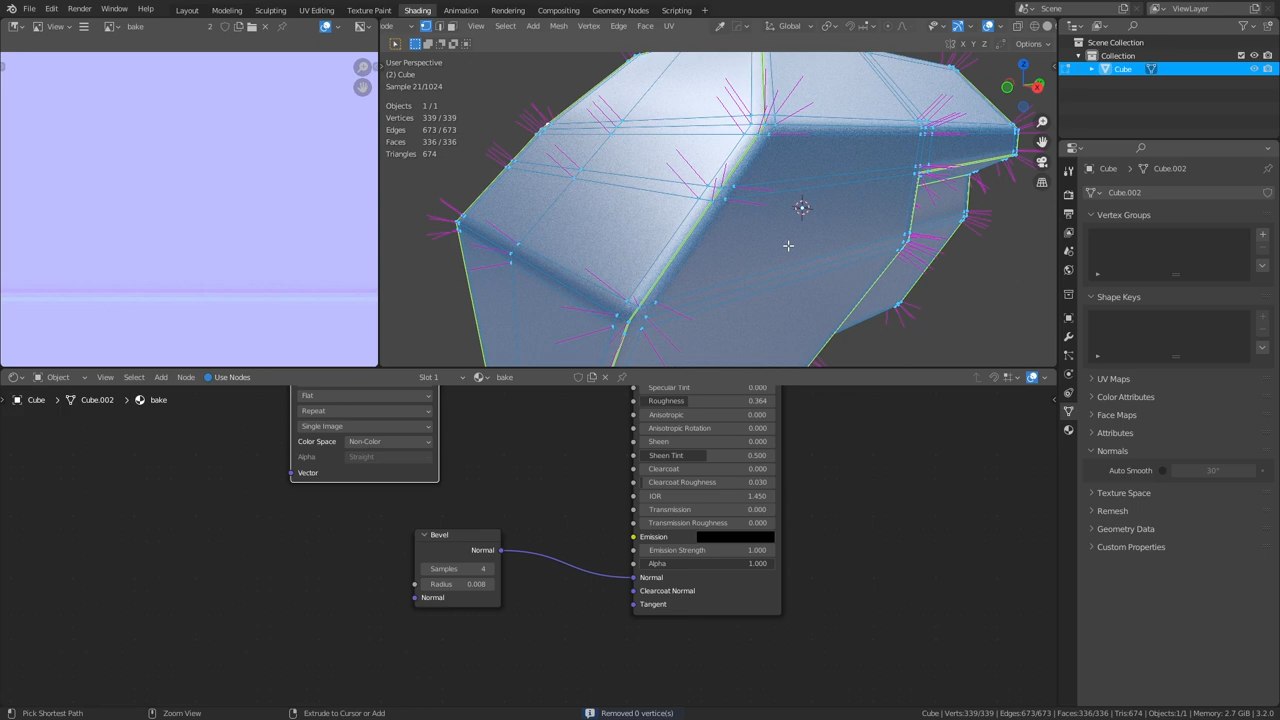 File Edit Render Window Help Layout Modeling Sculpting UV Editing Texture Paint Shading Animation Rendering Compositing Geometry Nodes Scripting + Scene ViewLayer
View bake 2
ode Select Add Mesh Vertex Edge Face UV Global
X Y Z Options
User Perspective
(2) Cube
Sample 21/1024
Objects 1 / 1
Vertices 339 / 339
Edges 673 / 673
Faces 336 / 336
Triangles 674
Scene Collection
Collection
Cube
Cube Cube.002
Cube.002
Vertex Groups
Shape Keys
UV Maps
Color Attributes
Face Maps
Attributes
Normals
Auto Smooth 30°
Texture Space
Remesh
Geometry Data
Custom Properties
Object View Select Add Node Use Nodes Slot 1 bake
Cube Cube.002 bake
Flat
Repeat
Single Image
Color Space Non-Color
Alpha Straight
Vector
Bevel
Normal
Samples 4
Radius 0.008
Normal
Specular Tint 0.000
Roughness 0.364
Anisotropic 0.000
Anisotropic Rotation 0.000
Sheen 0.000
Sheen Tint 0.500
Clearcoat 0.000
Clearcoat Roughness 0.030
IOR 1.450
Transmission 0.000
Transmission Roughness 0.000
Emission
Emission Strength 1.000
Alpha 1.000
Normal
Clearcoat Normal
Tangent
Pick Shortest Path Zoom View Extrude to Cursor or Add Removed 0 vertice(s) Cube | Verts:339/339 | Edges:673/673 | Faces:336/336 | Tris:674 | Objects:1/1 | Memory: 2.7 GiB | 3.2.0